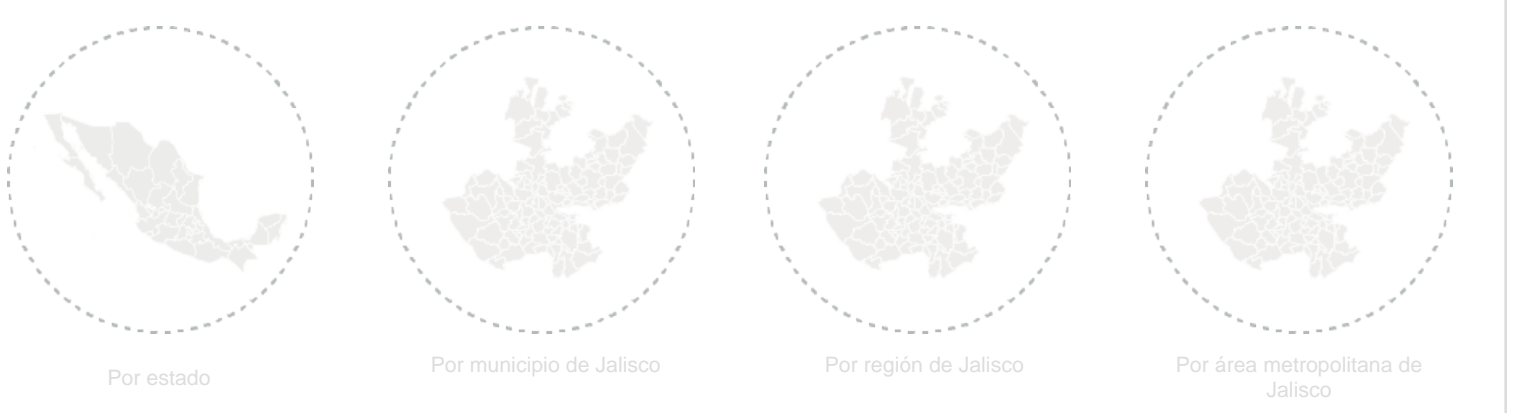 Por estado
Por municipio de Jalisco
Por región de Jalisco
Por área metropolitana de
Jalisco